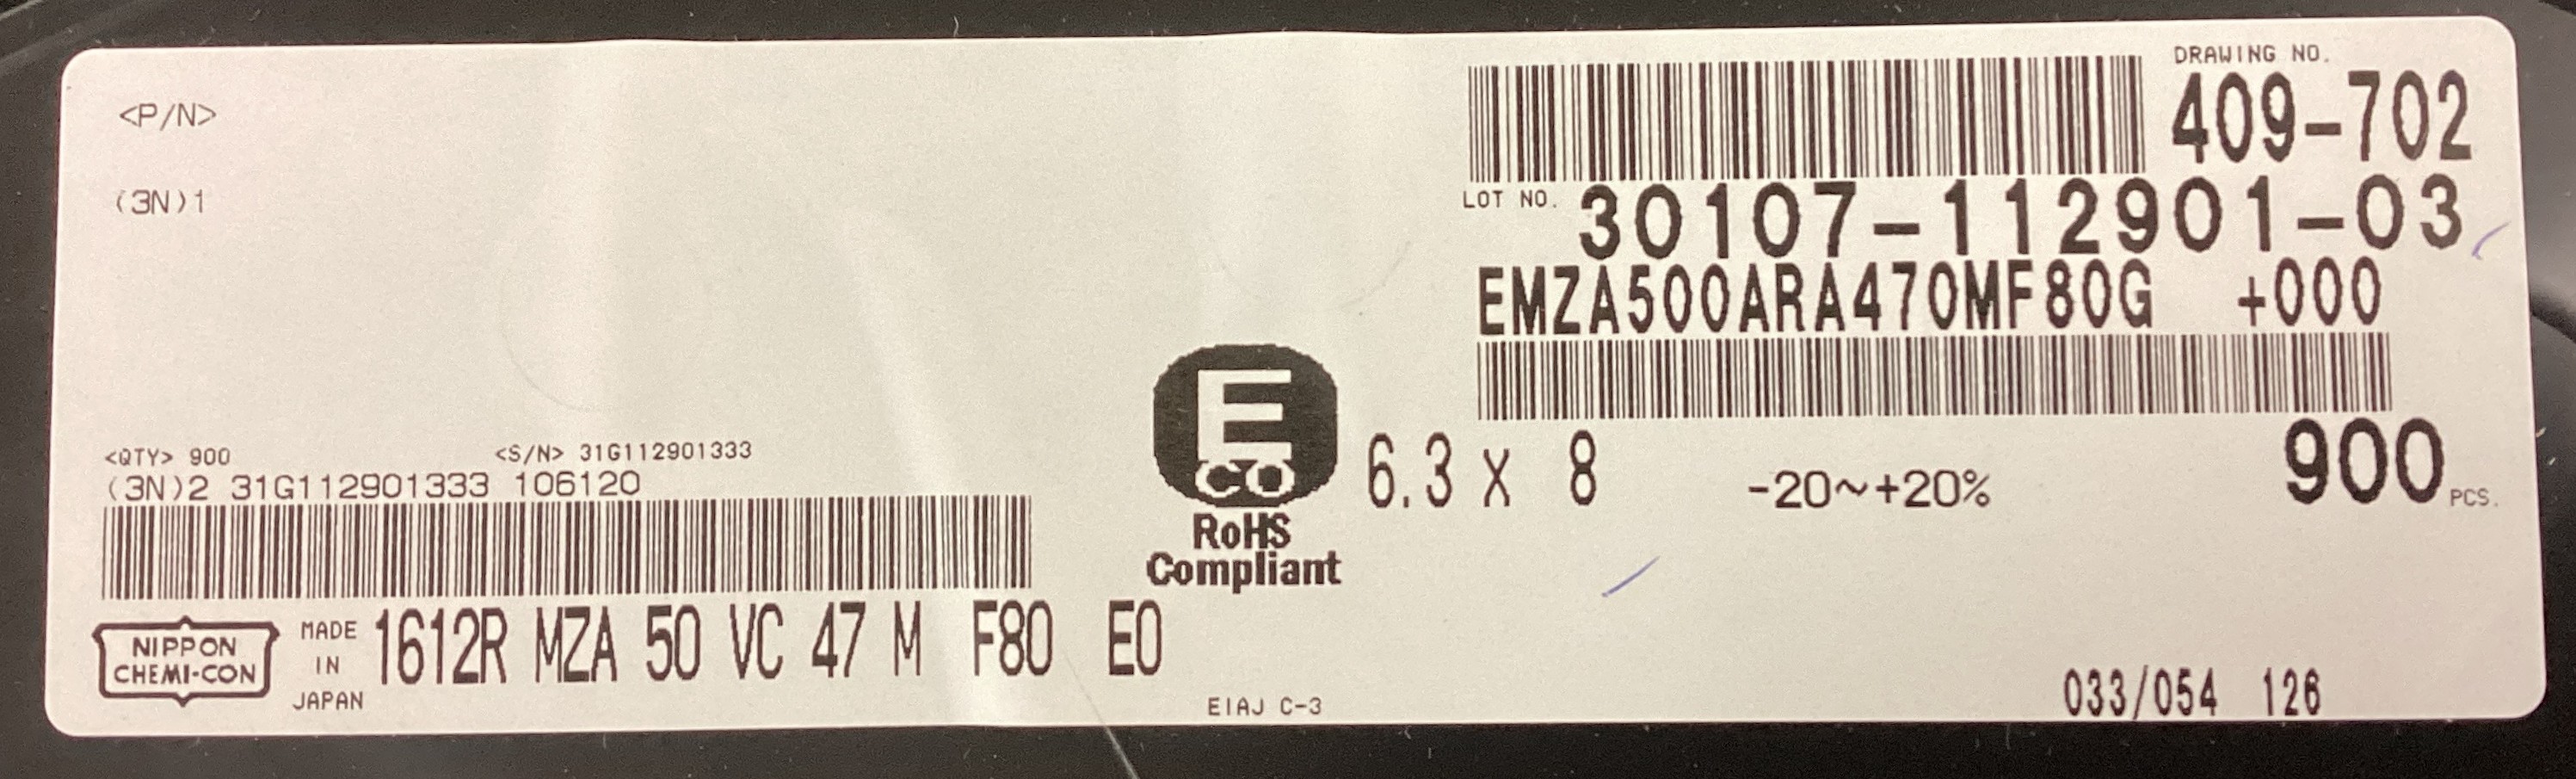 <P/N>
(3N)1
<QTY> 900 <S/N> 31G112901333
(3N)2 31G112901333 106120
NIPPON
CHEMI-CON
MADE
IN
JAPAN
1612R MZA 50 VC 47 M F80 E0
E
CO
RoHS
Compliant
EIAJ C-3
DRAWING NO.
409-702
LOT NO. 30107-112901-03
EMZA500ARA470MF80G +000
6.3 X 8 -20~+20% 900 PCS.
033/054 126